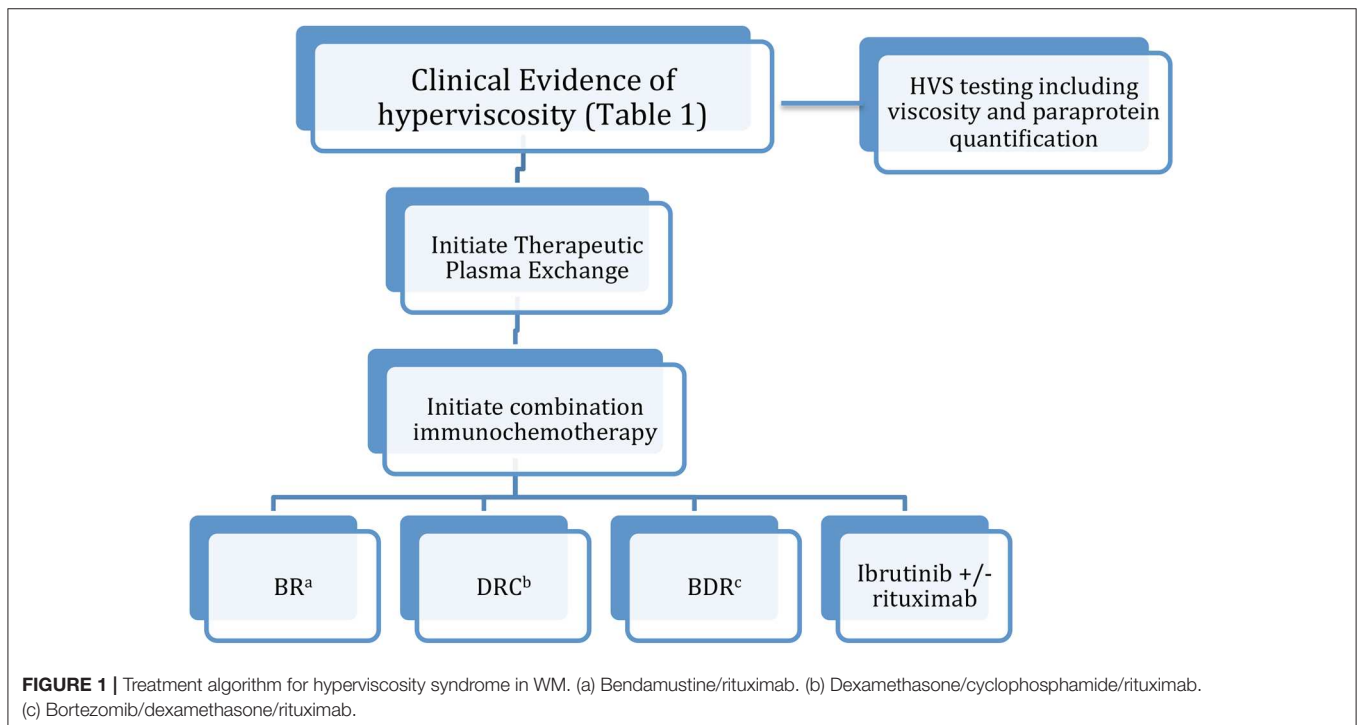 Clinical Evidence of
hyperviscosity (Table 1)
HVS testing including
viscosity and paraprotein
quantification
Initiate Therapeutic
Plasma Exchange
Initiate combination
immunochemotherapy
BRᵃ
DRCᵇ
BDRᶜ
Ibrutinib +/-
rituximab
FIGURE 1 | Treatment algorithm for hyperviscosity syndrome in WM. (a) Bendamustine/rituximab. (b) Dexamethasone/cyclophosphamide/rituximab.
(c) Bortezomib/dexamethasone/rituximab.